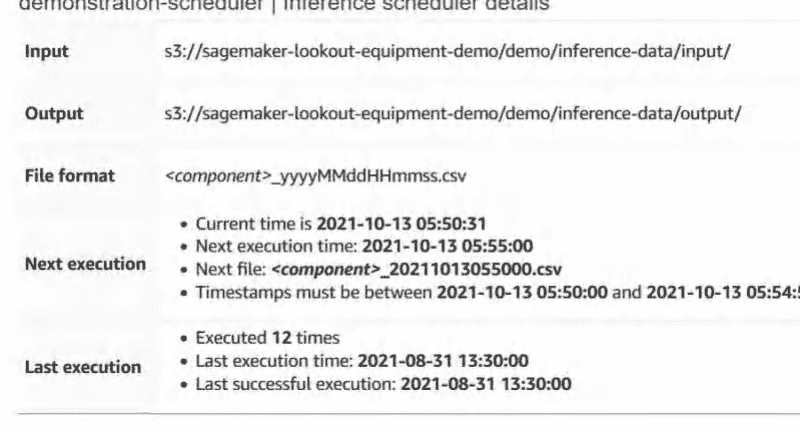 demonstration-scheduler | Inference scheduler details
Input s3://sagemaker-lookout-equipment-demo/demo/inference-data/input/
Output s3://sagemaker-lookout-equipment-demo/demo/inference-data/output/
File format <component>_yyyyMMddHHmmss.csv
Next execution
• Current time is 2021-10-13 05:50:31
• Next execution time: 2021-10-13 05:55:00
• Next file: <component>_20211013055000.csv
• Timestamps must be between 2021-10-13 05:50:00 and 2021-10-13 05:54:
Last execution
• Executed 12 times
• Last execution time: 2021-08-31 13:30:00
• Last successful execution: 2021-08-31 13:30:00